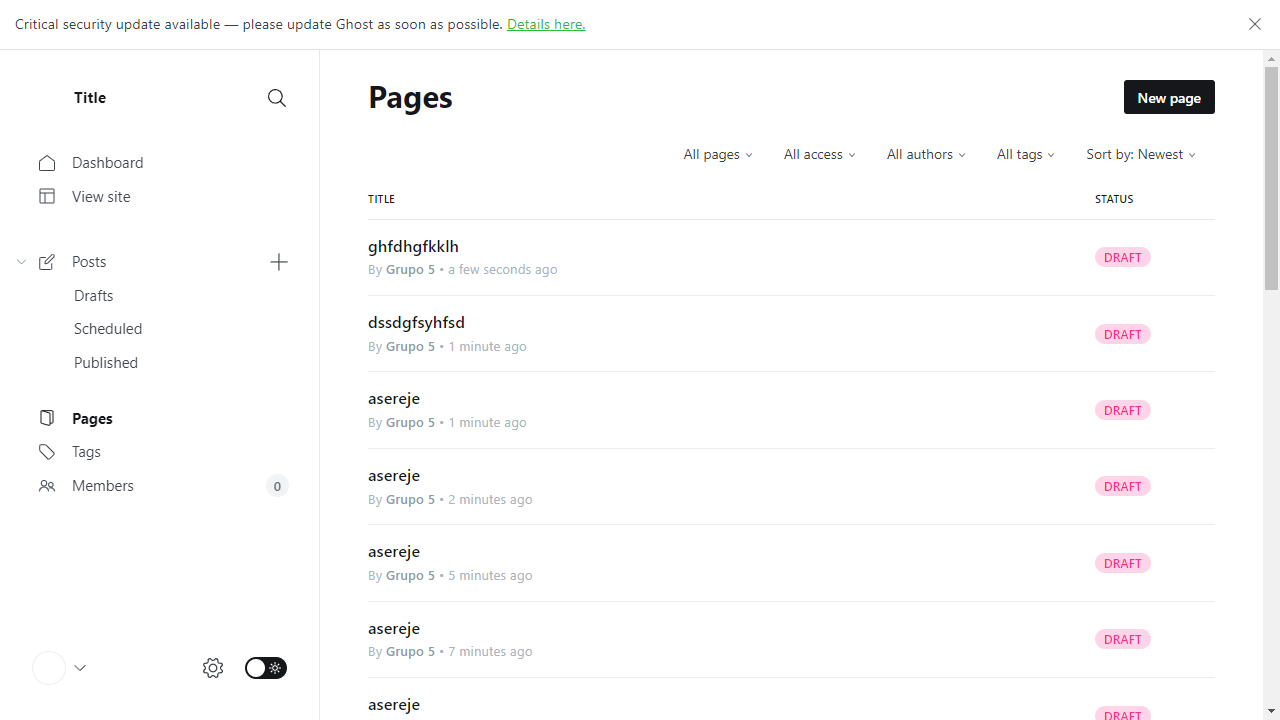 Critical security update available — please update Ghost as soon as possible. Details here.
Title
Dashboard
View site
Posts
Drafts
Scheduled
Published
Pages
Tags
Members 0
Pages
New page
All pages All access All authors All tags Sort by: Newest
TITLE STATUS
ghfdhgfkklh
By Grupo 5 • a few seconds ago
DRAFT
dssdgfsyhfsd
By Grupo 5 • 1 minute ago
DRAFT
asereje
By Grupo 5 • 1 minute ago
DRAFT
asereje
By Grupo 5 • 2 minutes ago
DRAFT
asereje
By Grupo 5 • 5 minutes ago
DRAFT
asereje
By Grupo 5 • 7 minutes ago
DRAFT
asereje
DRAFT